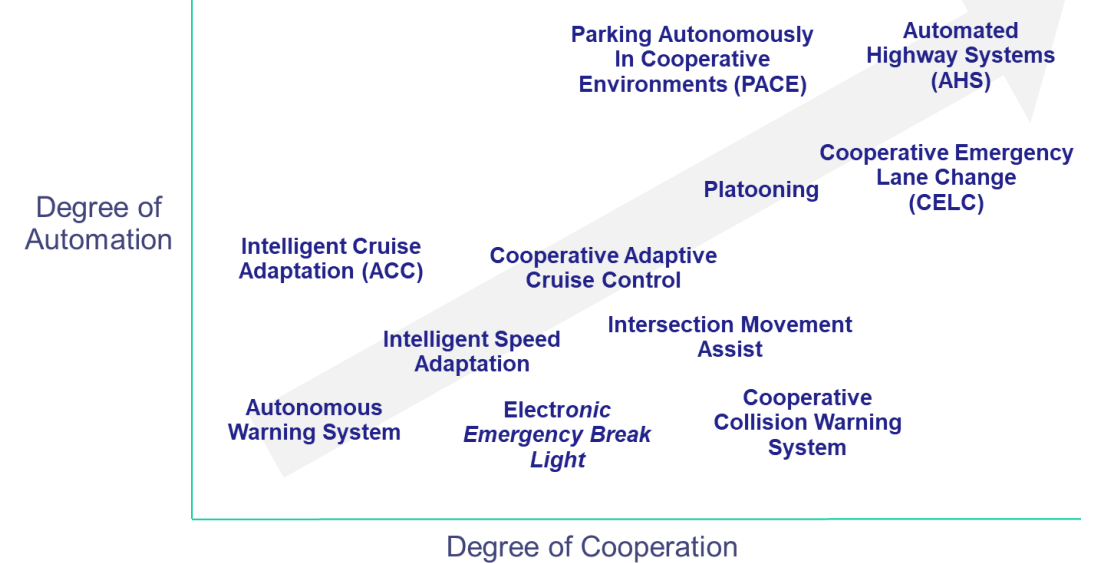 Parking Autonomously
In Cooperative
Environments (PACE)
Automated
Highway Systems
(AHS)
Cooperative Emergency
Lane Change
(CELC)
Platooning
Degree of
Automation
Intelligent Cruise
Adaptation (ACC)
Cooperative Adaptive
Cruise Control
Intersection Movement
Assist
Intelligent Speed
Adaptation
Autonomous
Warning System
Electronic
Emergency Break
Light
Cooperative
Collision Warning
System
Degree of Cooperation